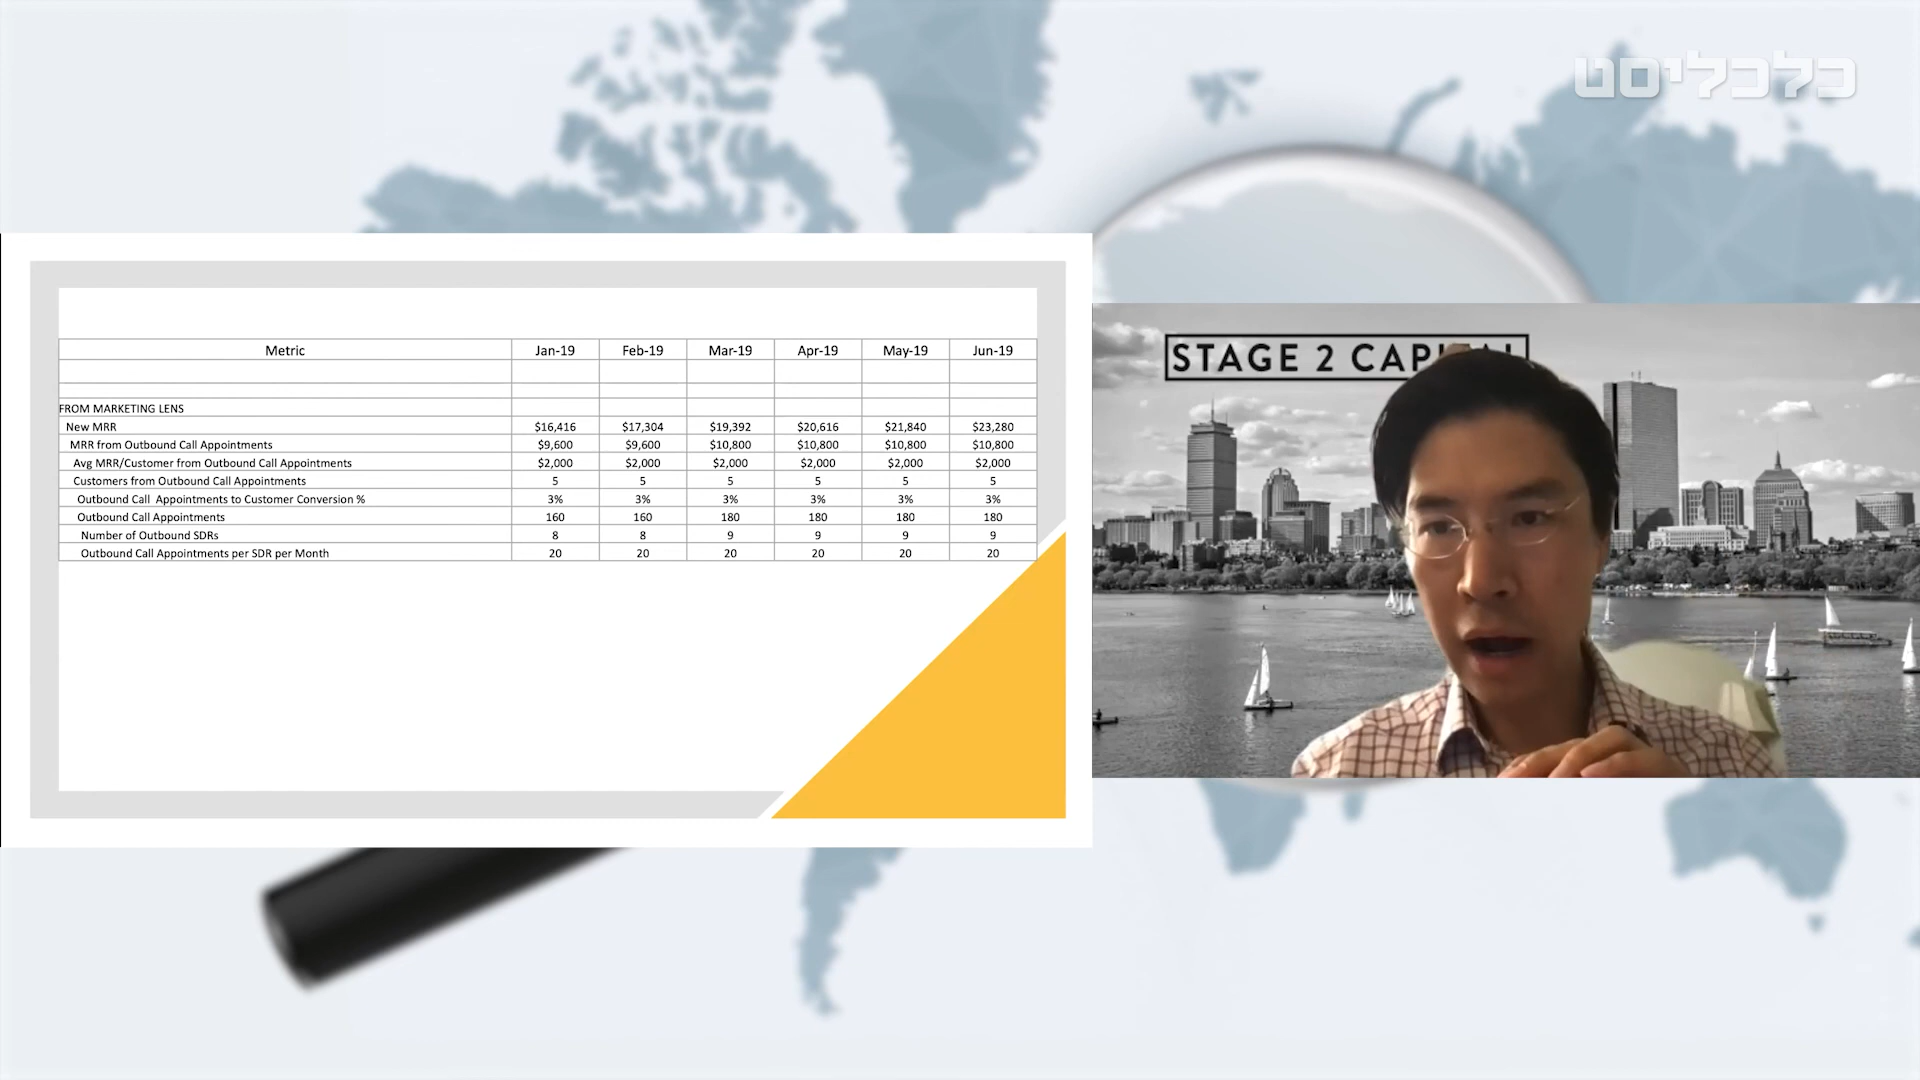 כלכליסט
Metric Jan-19 Feb-19 Mar-19 Apr-19 May-19 Jun-19
FROM MARKETING LENS
New MRR $16,416 $17,304 $19,392 $20,616 $21,840 $23,280
MRR from Outbound Call Appointments $9,600 $9,600 $10,800 $10,800 $10,800 $10,800
Avg MRR/Customer from Outbound Call Appointments $2,000 $2,000 $2,000 $2,000 $2,000 $2,000
Customers from Outbound Call Appointments 5 5 5 5 5 5
Outbound Call Appointments to Customer Conversion % 3% 3% 3% 3% 3% 3%
Outbound Call Appointments 160 160 180 180 180 180
Number of Outbound SDRs 8 8 9 9 9 9
Outbound Call Appointments per SDR per Month 20 20 20 20 20 20
STAGE 2